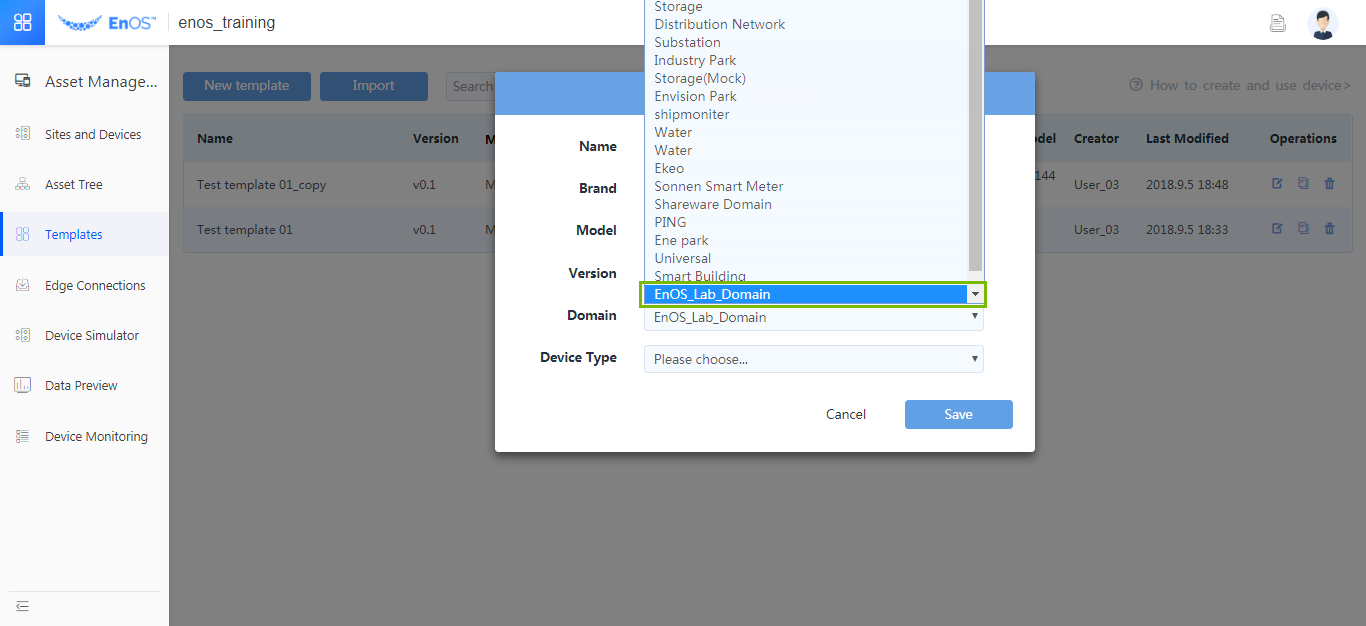 EnOS™ enos_training
Asset Manage...
Sites and Devices
Asset Tree
Templates
Edge Connections
Device Simulator
Data Preview
Device Monitoring
New template Import Search How to create and use device>
Name Version M del Creator Last Modified Operations
Test template 01_copy v0.1 M 144 User_03 2018.9.5 18:48
Test template 01 v0.1 M User_03 2018.9.5 18:33
Storage
Distribution Network
Substation
Industry Park
Storage(Mock)
Envision Park
shipmoniter
Water
Water
Ekeo
Sonnen Smart Meter
Shareware Domain
PING
Ene park
Universal
Smart Building
EnOS_Lab_Domain
Name
Brand
Model
Version
Domain EnOS_Lab_Domain
Device Type Please choose...
Cancel Save